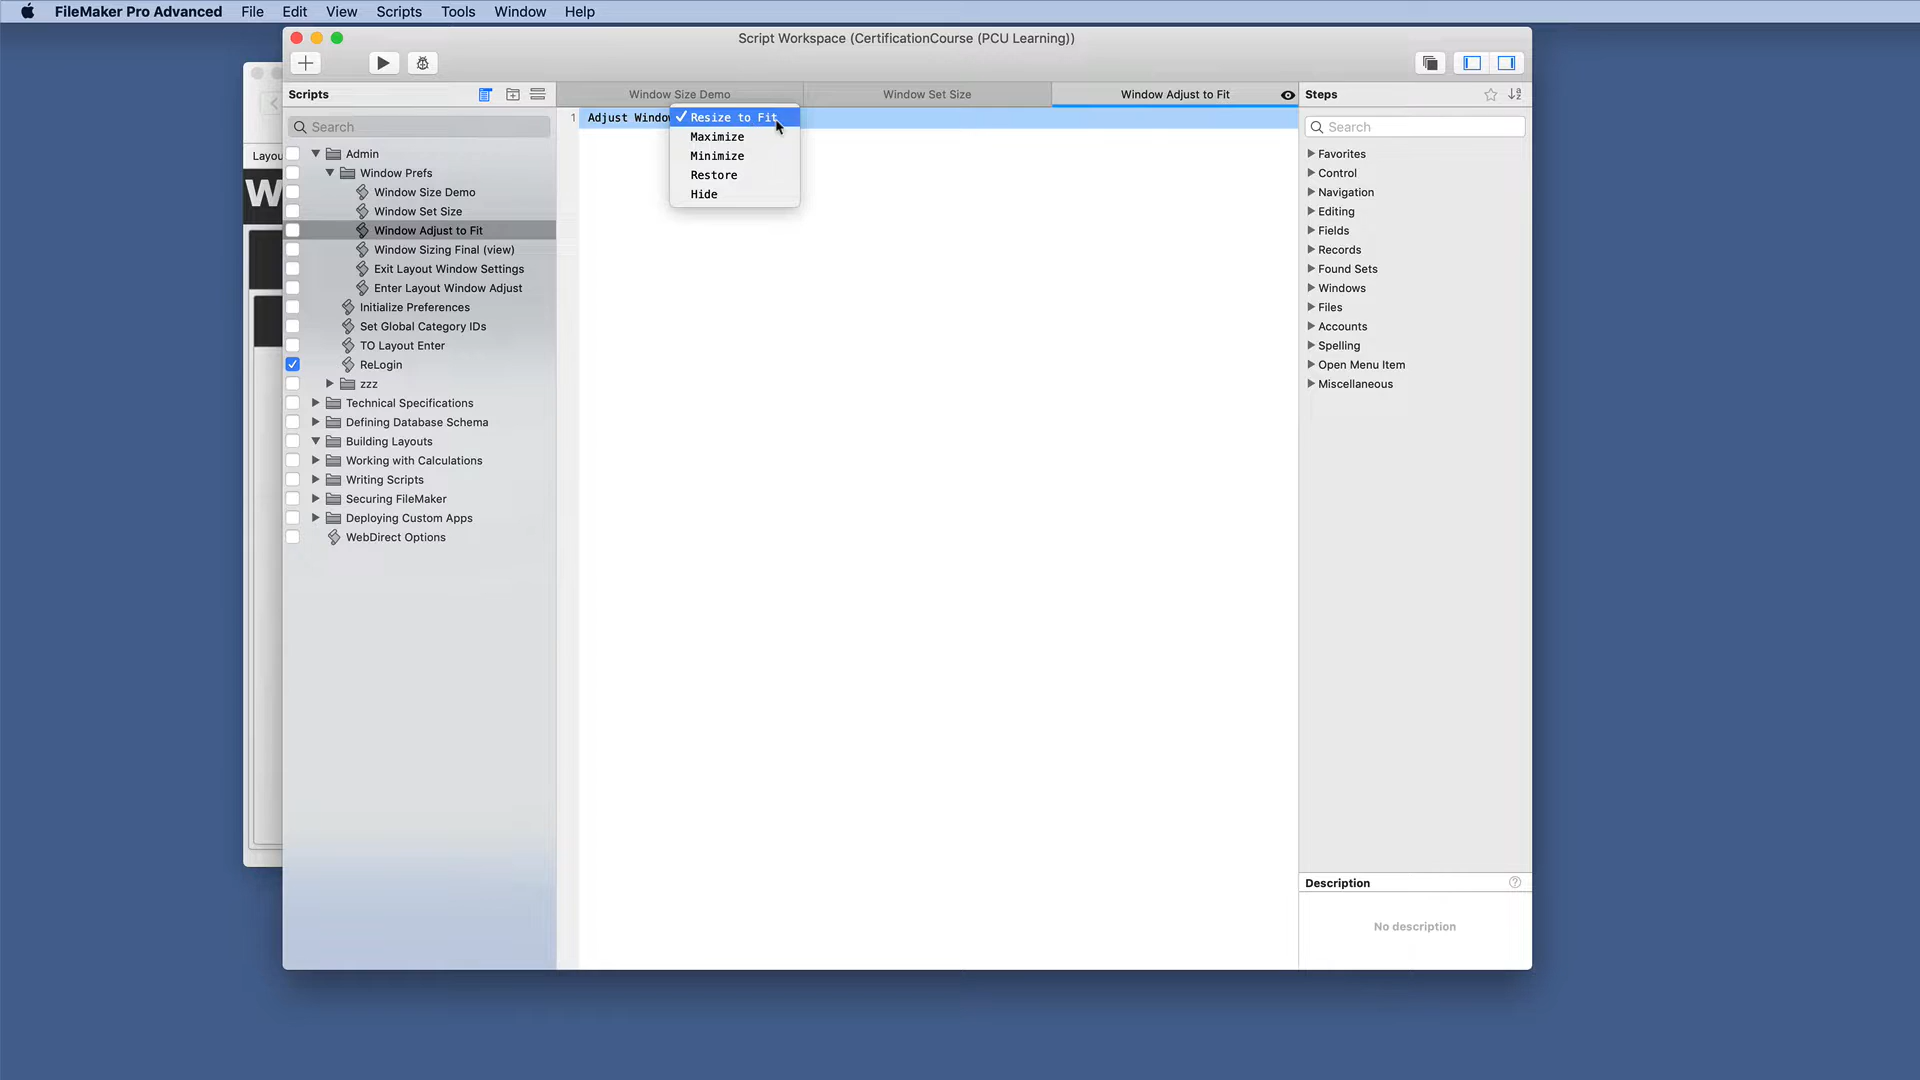 FileMaker Pro Advanced File Edit View Scripts Tools Window Help
Script Workspace (CertificationCourse (PCU Learning))
Scripts
Window Size Demo
Window Set Size
Window Adjust to Fit
Steps
Search
Layou
W
Admin
Window Prefs
Window Size Demo
Window Set Size
Window Adjust to Fit
Window Sizing Final (view)
Exit Layout Window Settings
Enter Layout Window Adjust
Initialize Preferences
Set Global Category IDs
TO Layout Enter
ReLogin
zzz
Technical Specifications
Defining Database Schema
Building Layouts
Working with Calculations
Writing Scripts
Securing FileMaker
Deploying Custom Apps
WebDirect Options
1 Adjust Window
✓ Resize to Fit
Maximize
Minimize
Restore
Hide
Search
Favorites
Control
Navigation
Editing
Fields
Records
Found Sets
Windows
Files
Accounts
Spelling
Open Menu Item
Miscellaneous
Description
No description